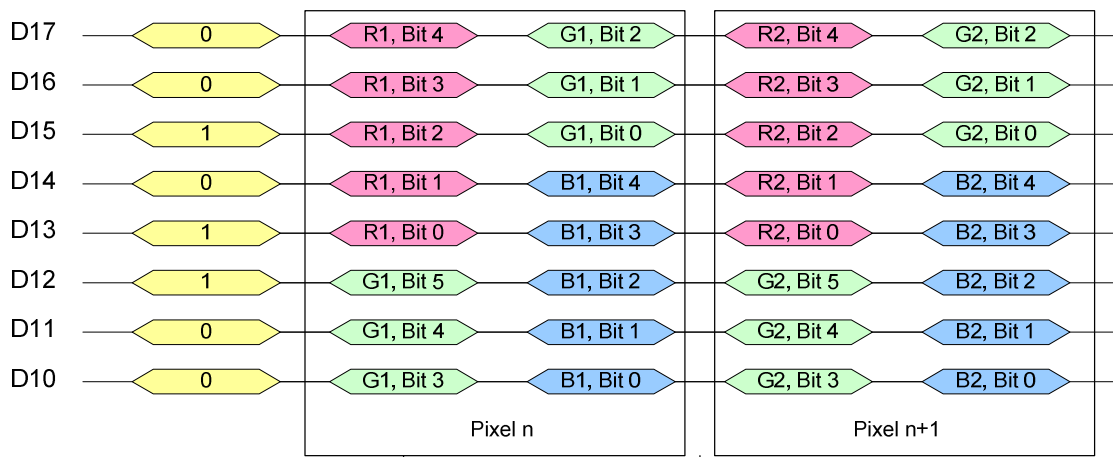 D17 0 R1, Bit 4 G1, Bit 2 R2, Bit 4 G2, Bit 2
D16 0 R1, Bit 3 G1, Bit 1 R2, Bit 3 G2, Bit 1
D15 1 R1, Bit 2 G1, Bit 0 R2, Bit 2 G2, Bit 0
D14 0 R1, Bit 1 B1, Bit 4 R2, Bit 1 B2, Bit 4
D13 1 R1, Bit 0 B1, Bit 3 R2, Bit 0 B2, Bit 3
D12 1 G1, Bit 5 B1, Bit 2 G2, Bit 5 B2, Bit 2
D11 0 G1, Bit 4 B1, Bit 1 G2, Bit 4 B2, Bit 1
D10 0 G1, Bit 3 B1, Bit 0 G2, Bit 3 B2, Bit 0
Pixel n Pixel n+1